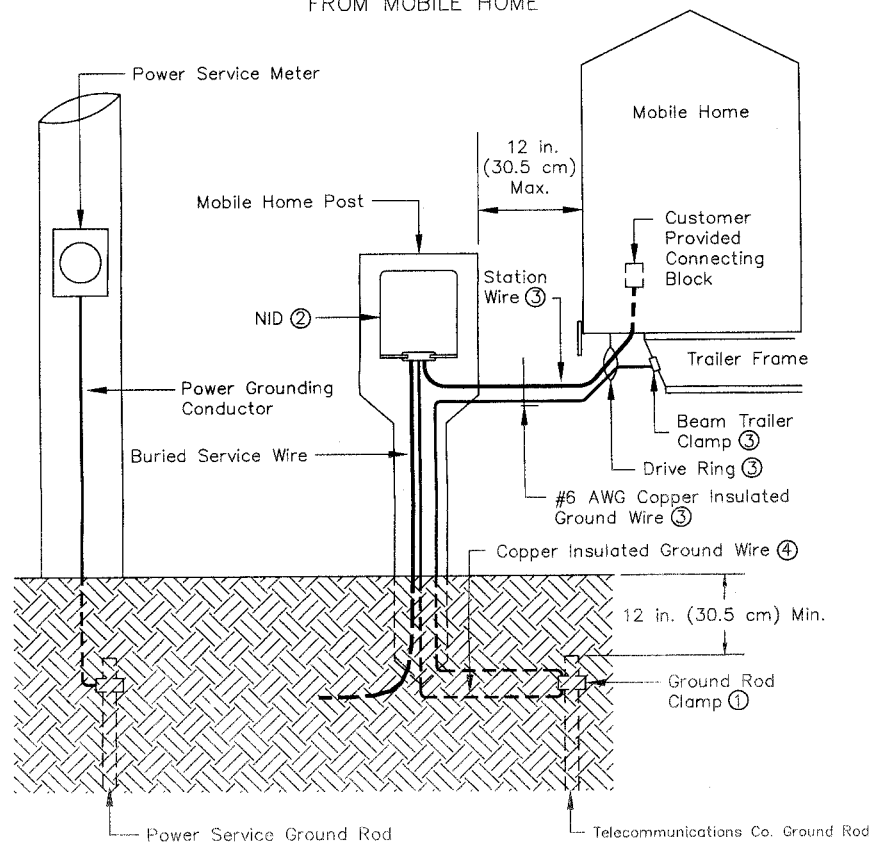 FROM MOBILE HOME
Power Service Meter
Mobile Home
12 in.
(30.5 cm)
Max.
Mobile Home Post
Customer
Provided
Connecting
Block
Station
Wire ③
NID ②
Trailer Frame
Power Grounding
Conductor
Beam Trailer
Clamp ③
Buried Service Wire
Drive Ring ③
#6 AWG Copper Insulated
Ground Wire ③
Copper Insulated Ground Wire ④
12 in. (30.5 cm) Min.
Ground Rod
Clamp ①
Power Service Ground Rod
Telecommunications Co. Ground Rod